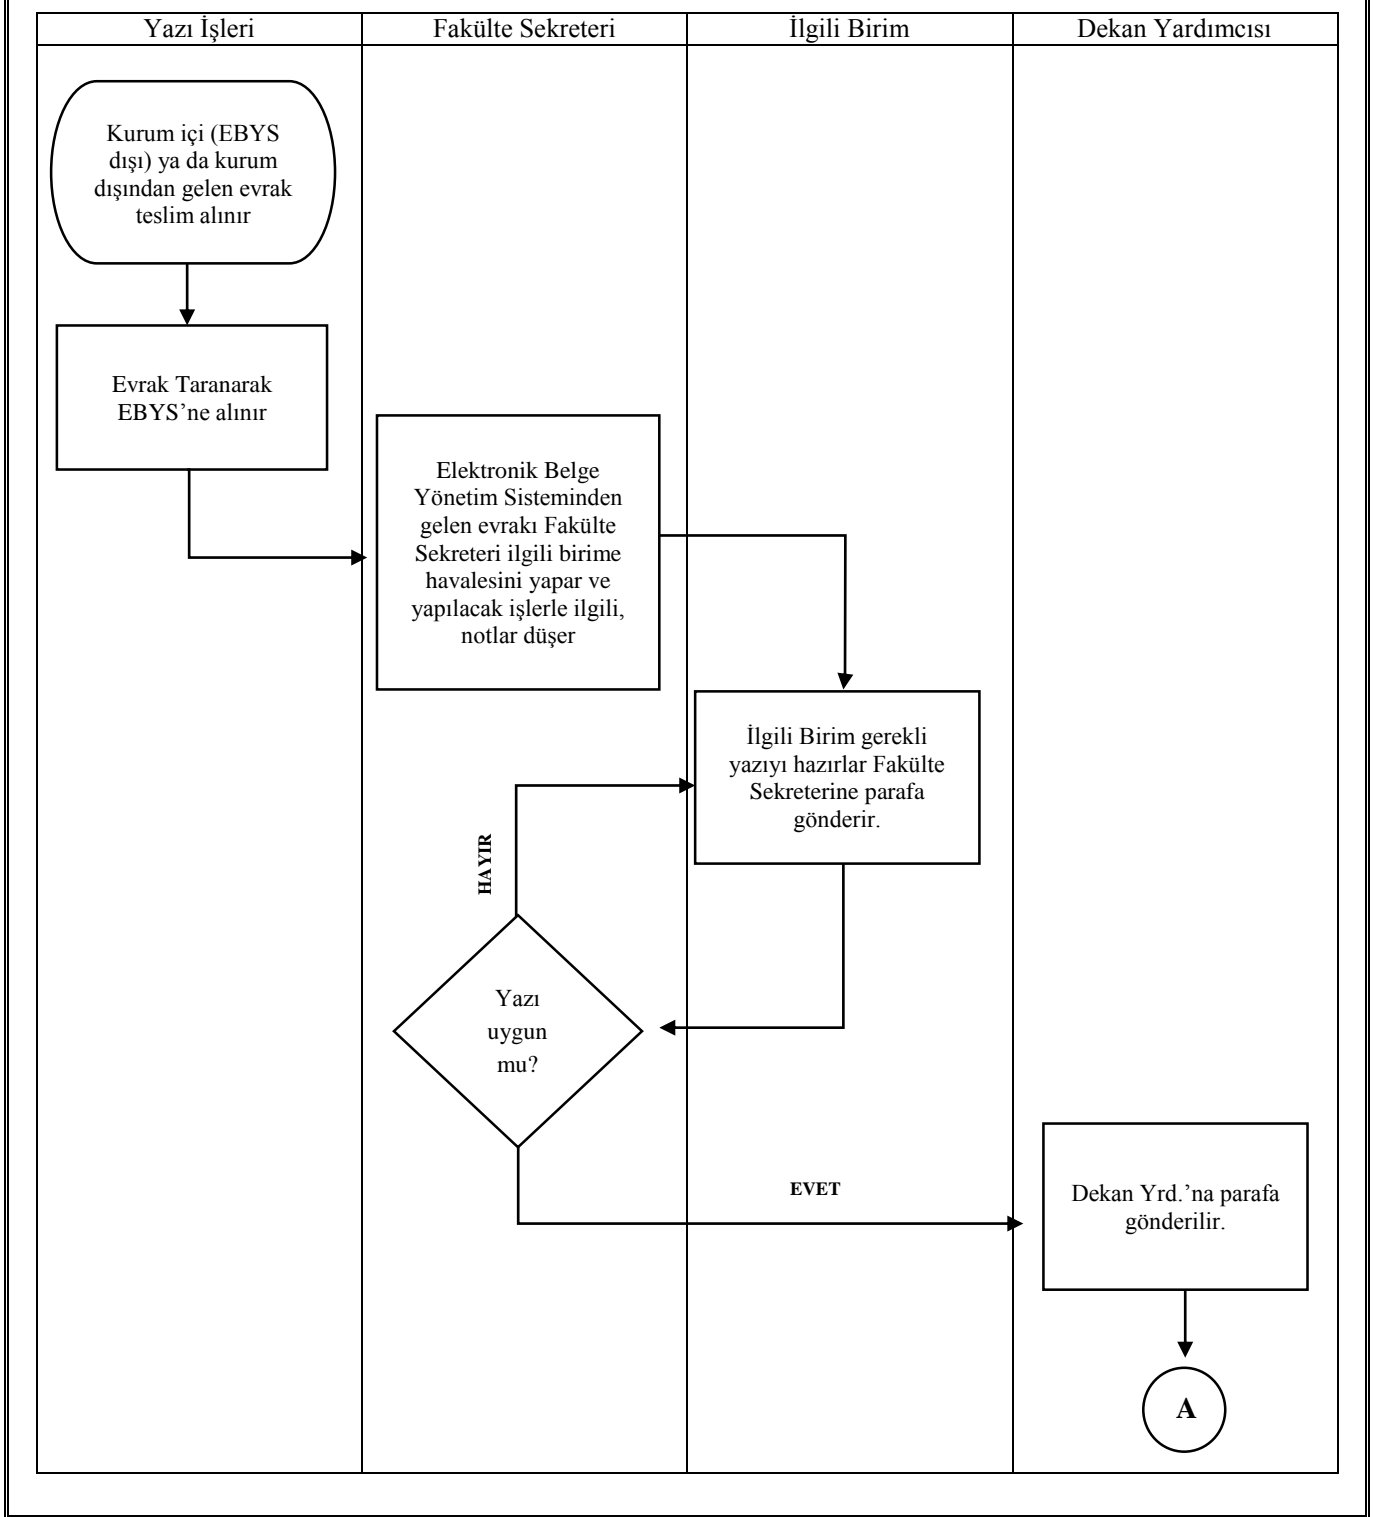 Yazı İşleri
Fakülte Sekreteri
İlgili Birim
Dekan Yardımcısı
Kurum içi (EBYS
dışı) ya da kurum
dışından gelen evrak
teslim alınır
Evrak Taranarak
EBYS’ne alınır
Elektronik Belge
Yönetim Sisteminden
gelen evrakı Fakülte
Sekreteri ilgili birime
havalesini yapar ve
yapılacak işlerle ilgili,
notlar düşer
İlgili Birim gerekli
yazıyı hazırlar Fakülte
Sekreterine parafa
gönderir.
HAYIR
Yazı
uygun
mu?
EVET
Dekan Yrd.’na parafa
gönderilir.
A